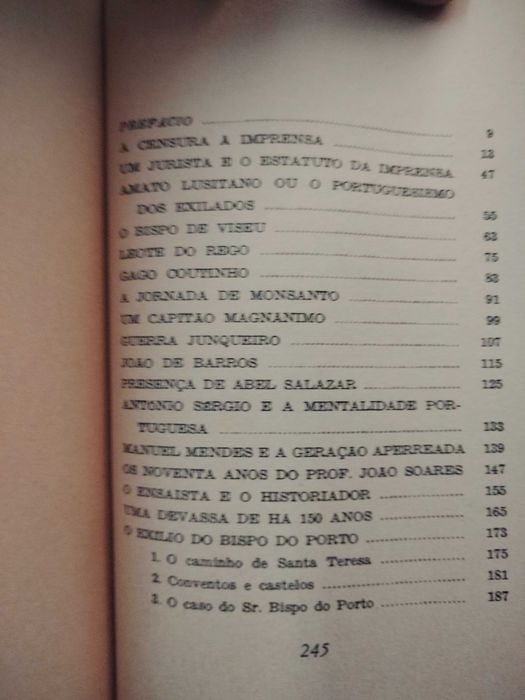 PREFÁCIO ........ 9
A CENSURA A IMPRENSA ........ 13
UM JURISTA E O ESTATUTO DA IMPRENSA 47
AMATO LUSITANO OU O PORTUGUESISMO
DOS EXILADOS ........ 55
O BISPO DE VISEU ........ 63
LEOTE DO REGO ........ 75
GAGO COUTINHO ........ 83
A JORNADA DE MONSANTO ........ 91
UM CAPITÃO MAGNÂNIMO ........ 99
GUERRA JUNQUEIRO ........ 107
JOÃO DE BARROS ........ 115
PRESENÇA DE ABEL SALAZAR ........ 125
ANTÓNIO SÉRGIO E A MENTALIDADE POR-
TUGUESA ........ 133
MANUEL MENDES E A GERAÇÃO APERREADA 139
OS NOVENTA ANOS DO PROF. JOÃO SOARES 147
O ENSAÍSTA E O HISTORIADOR ........ 155
UMA DEVASSA DE HÁ 150 ANOS ........ 165
O EXÍLIO DO BISPO DO PORTO ........ 173
1. O caminho de Santa Teresa ........ 175
2. Conventos e castelos ........ 181
3. O caso do Sr. Bispo do Porto ........ 187
245